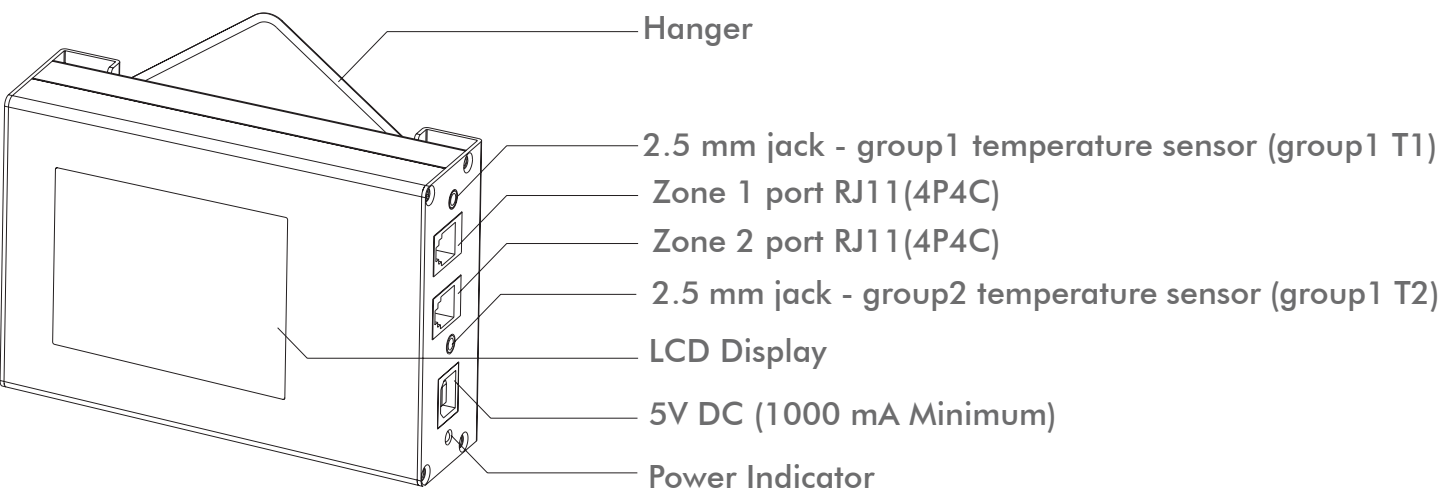 Hanger
2.5 mm jack - group1 temperature sensor (group1 T1)
Zone 1 port RJ11(4P4C)
Zone 2 port RJ11(4P4C)
2.5 mm jack - group2 temperature sensor (group1 T2)
LCD Display
5V DC (1000 mA Minimum)
Power Indicator